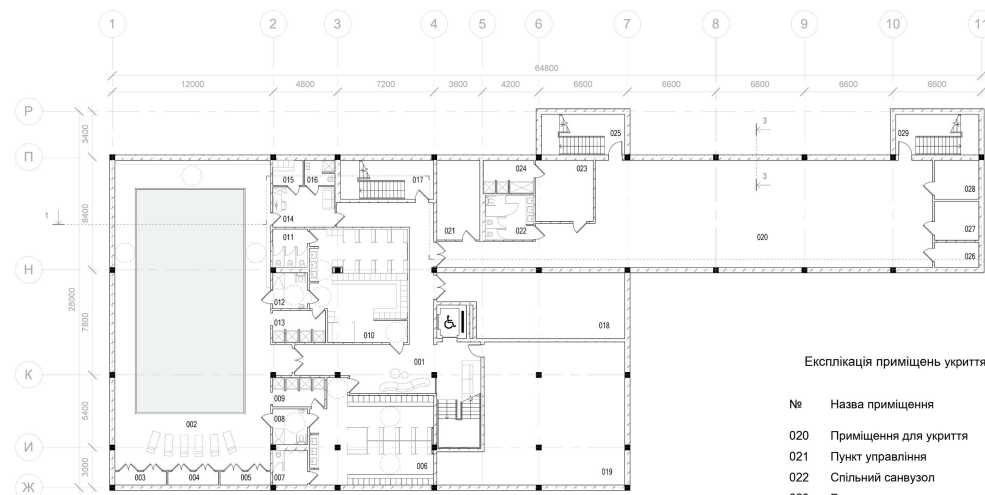 1 2 3 4 5 6 7 8 9 11
64800
12000 4800 7200 3600 4200 6600 6600 6600 6600 6600
Р
3400
П
8400
Н
28000
7800
К
5400
И
3000
Ж
025 029
3 3
015 016 017 024 023 028
014
1
021 022 020 027
011
026
012
013 010 018
001
009
002 008
003 004 005 007 006 019
Експлікація приміщень укриття
№ Назва приміщення
020 Приміщення для укриття
021 Пункт управління
022 Спільний санвузол